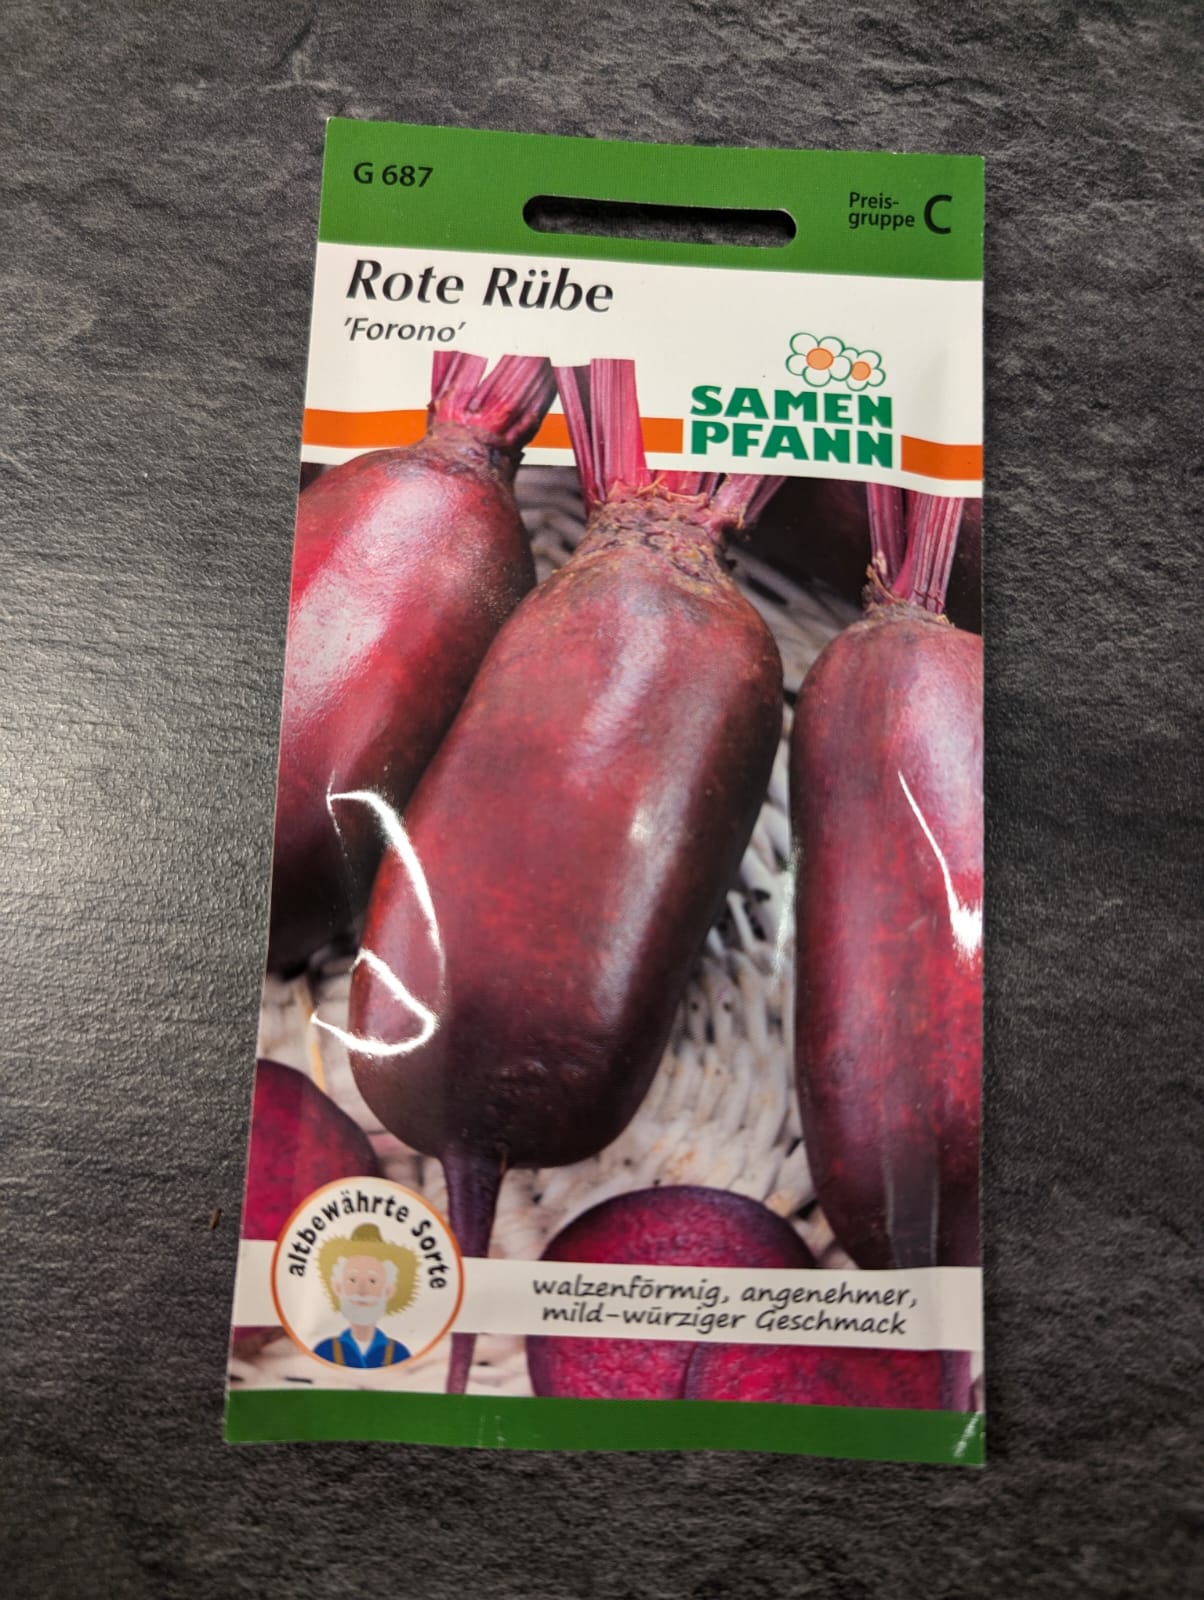 G 687
Preis-
gruppe C
Rote Rübe
'Forono'
SAMEN
PFANN
altbewährte Sorte
walzenförmig, angenehmer,
mild-würziger Geschmack